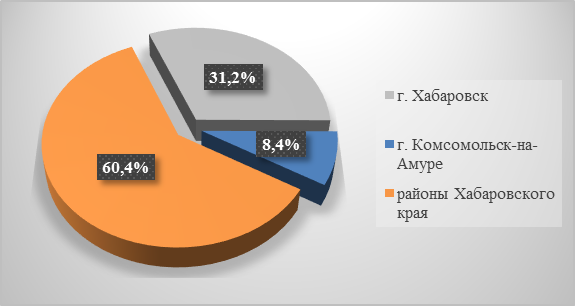 31,2%
8,4%
60,4%
г. Хабаровск
г. Комсомольск-на-
Амуре
районы Хабаровского
края